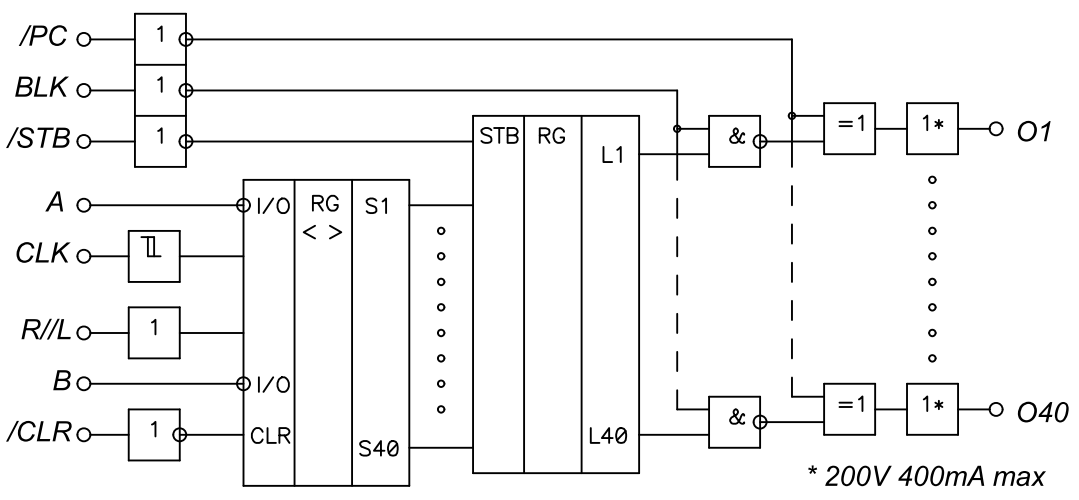 /PC 1
BLK 1
/STB 1 STB RG & =1 1* O1
L1
A I/O RG S1
< >
CLK
R//L 1
B I/O
& =1 1* O40
/CLR 1 CLR S40 L40
* 200V 400mA max